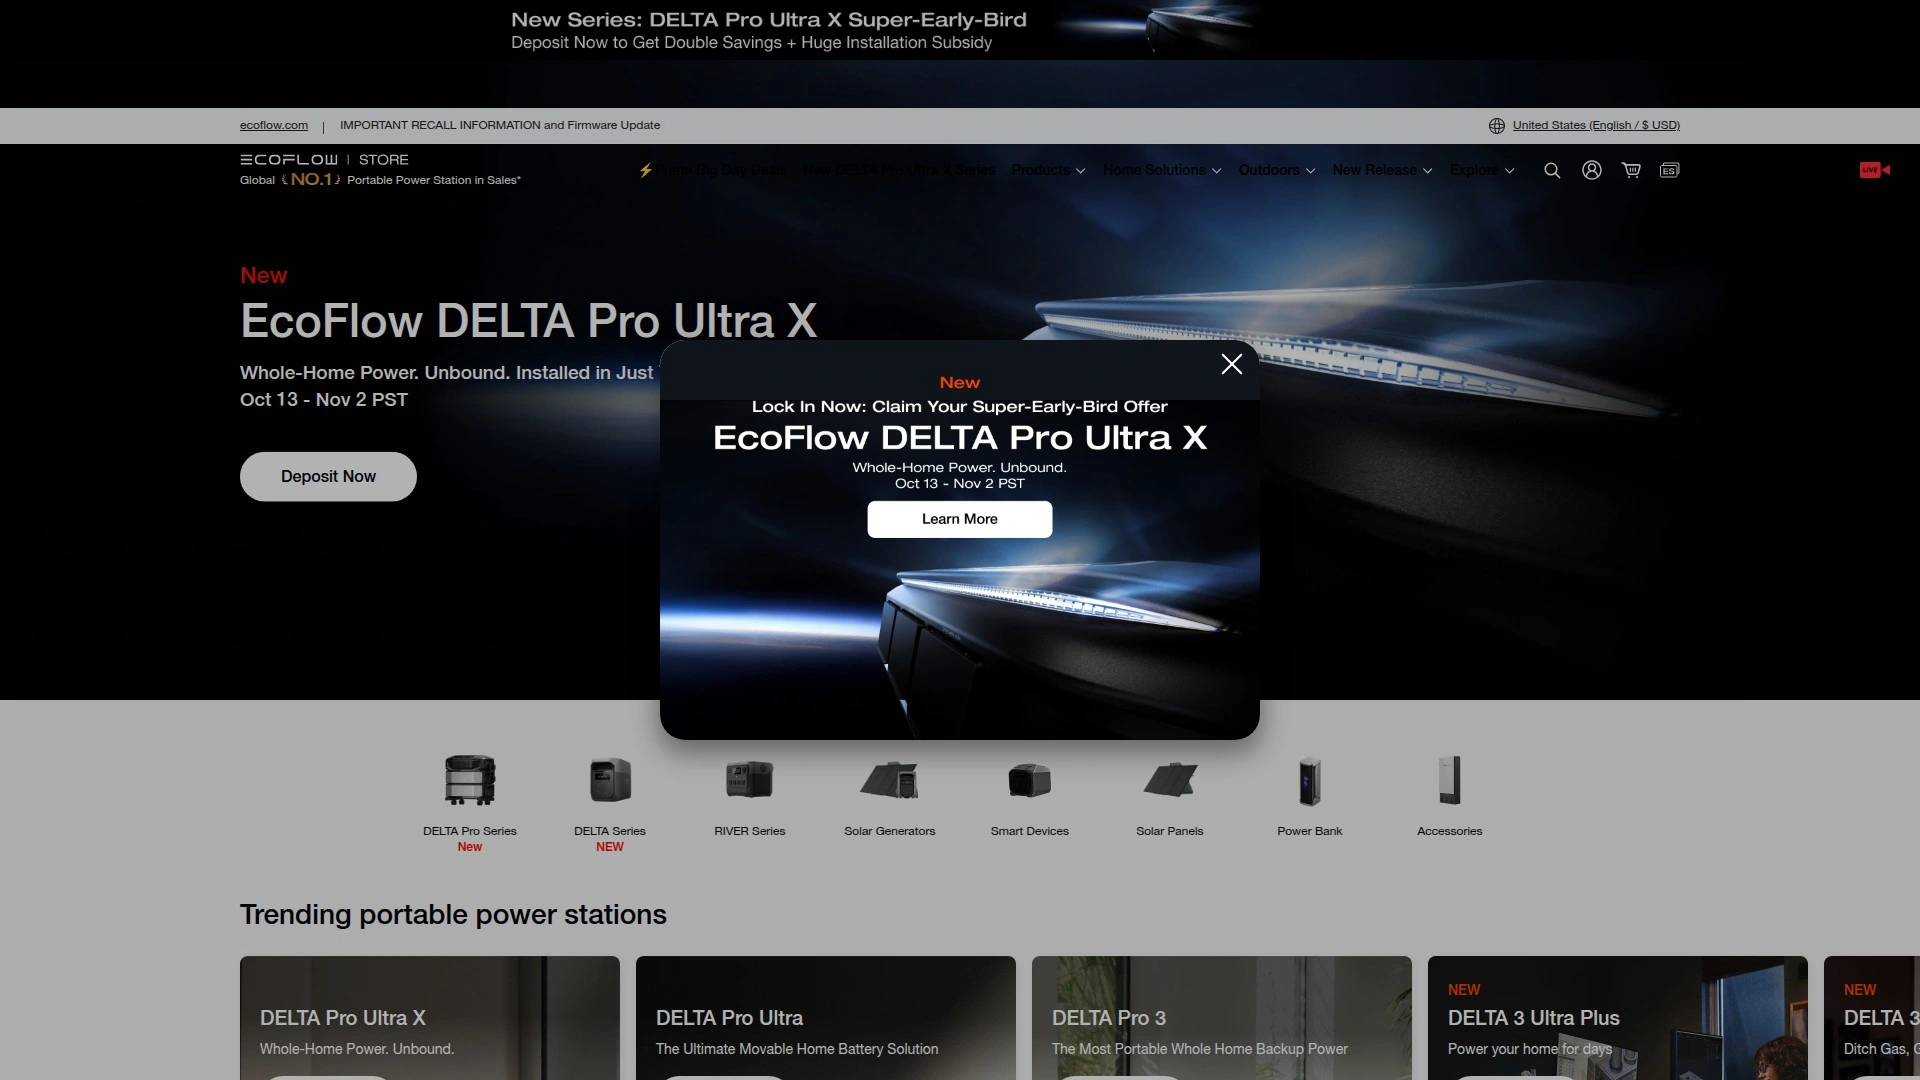 New Series: DELTA Pro Ultra X Super-Early-Bird
Deposit Now to Get Double Savings + Huge Installation Subsidy
ecoflow.com | IMPORTANT RECALL INFORMATION and Firmware Update
United States (English / $ USD)
ECOFLOW | STORE
Global NO.1 Portable Power Station in Sales*
⚡Prime Big Day Deals
New DELTA Pro Ultra X Series
Products
Home Solutions
Outdoors
New Release
Explore
ES
LIVE
New
EcoFlow DELTA Pro Ultra X
Whole-Home Power. Unbound. Installed in Just
Oct 13 - Nov 2 PST
Deposit Now
New
Lock In Now: Claim Your Super-Early-Bird Offer
EcoFlow DELTA Pro Ultra X
Whole-Home Power. Unbound.
Oct 13 - Nov 2 PST
Learn More
DELTA Pro Series
New
DELTA Series
NEW
RIVER Series
Solar Generators
Smart Devices
Solar Panels
Power Bank
Accessories
Trending portable power stations
DELTA Pro Ultra X
Whole-Home Power. Unbound.
DELTA Pro Ultra
The Ultimate Movable Home Battery Solution
DELTA Pro 3
The Most Portable Whole Home Backup Power
NEW
DELTA 3 Ultra Plus
Power your home for days
NEW
DELTA 3
Ditch Gas,